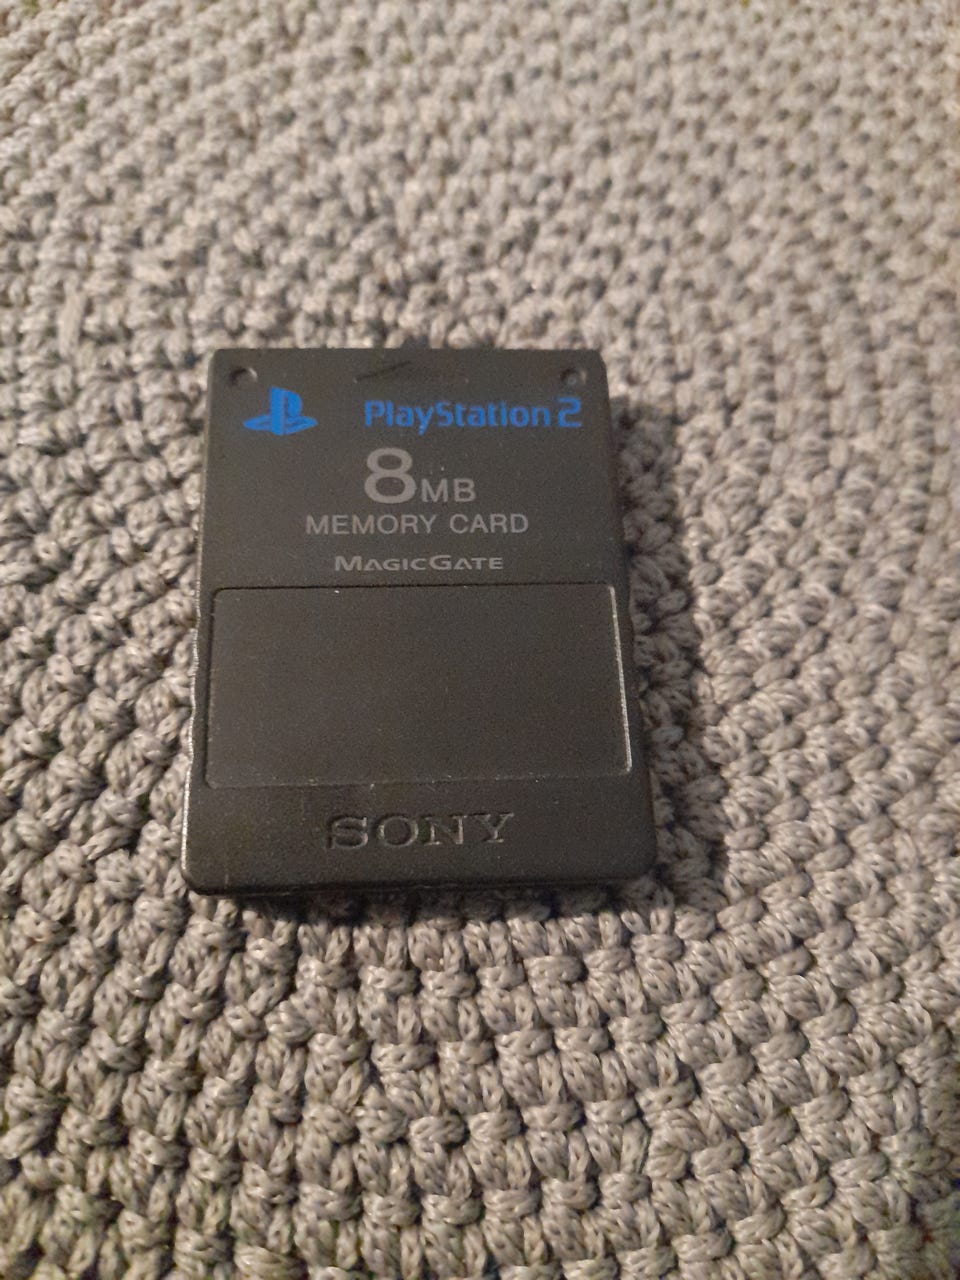 PlayStation 2
8MB
MEMORY CARD
MAGICGATE
SONY